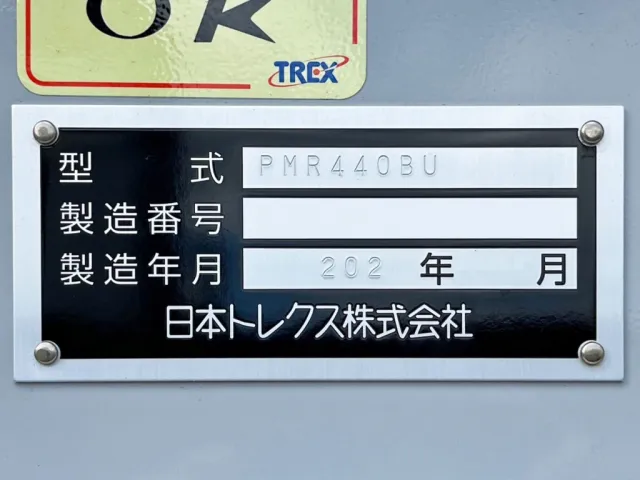 OK
TREX
型式 PMR440BU
製造番号
製造年月 202 年 月
日本トレクス株式会社